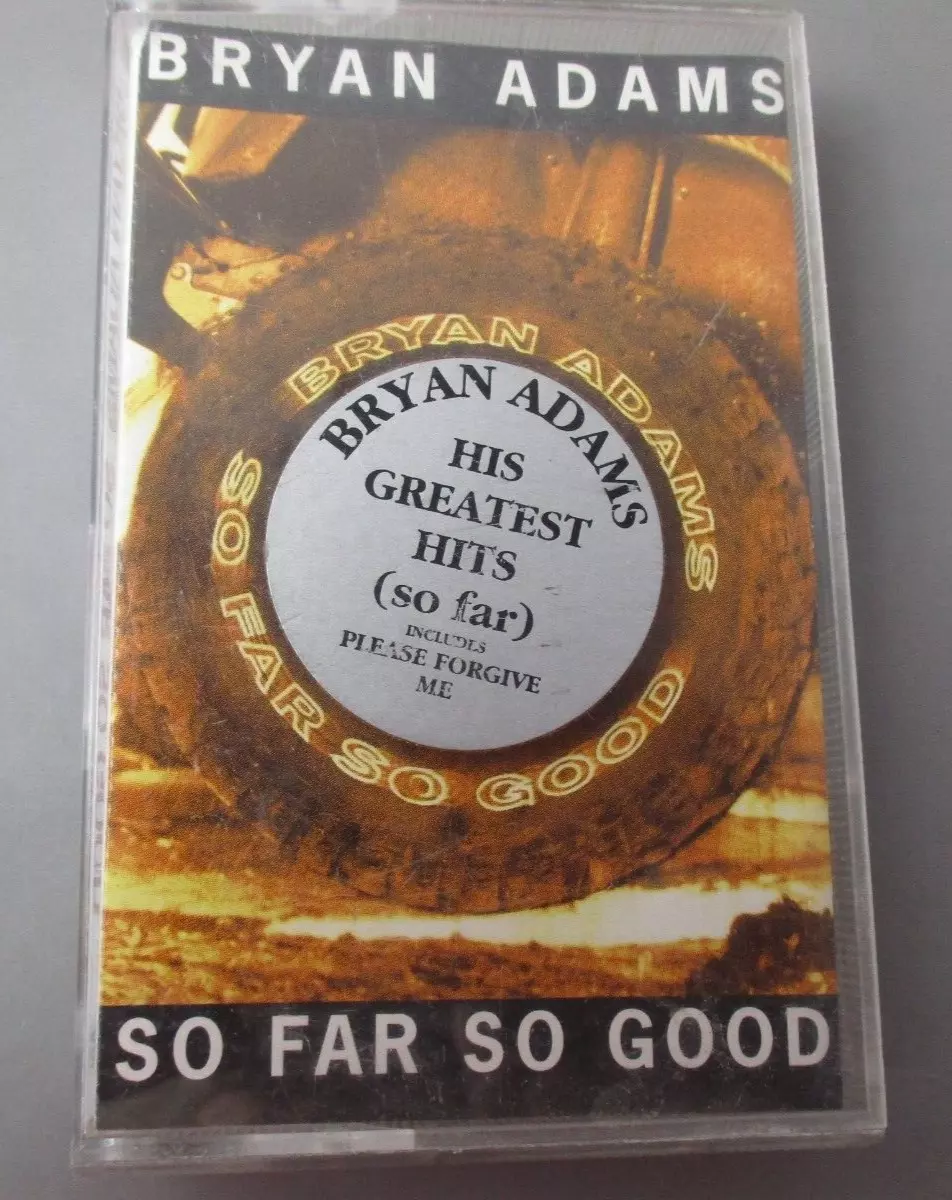 BRYAN ADAMS
BRYAN ADAMS
BRYAN ADAMS
HIS
GREATEST
HITS
(so far)
INCLUDES
PLEASE FORGIVE
ME
SO FAR SO GOOD
SO FAR SO GOOD